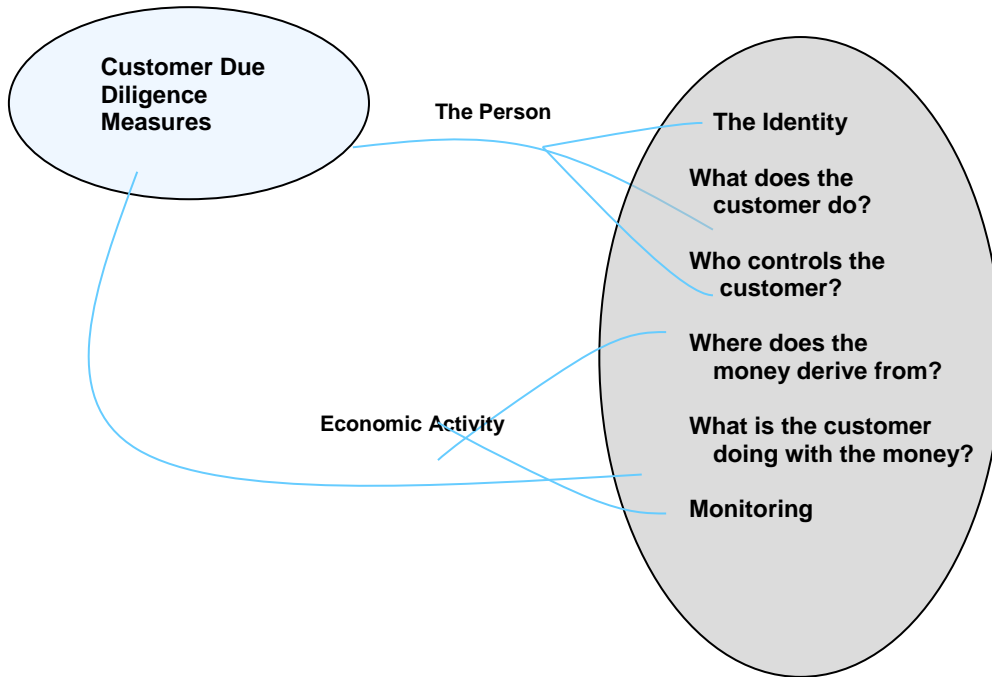 Customer Due
Diligence
Measures
The Person
The Identity
What does the
customer do?
Who controls the
customer?
Where does the
money derive from?
Economic Activity
What is the customer
doing with the money?
Monitoring